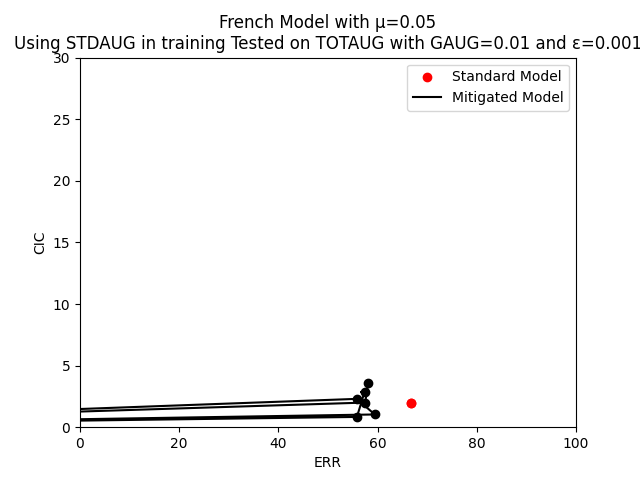 French Model with μ=0.05
Using STDAUG in training Tested on TOTAUG with GAUG=0.01 and ε=0.001
Standard Model
Mitigated Model
CIC
30
25
20
15
10
5
0
0 20 40 60 80 100
ERR